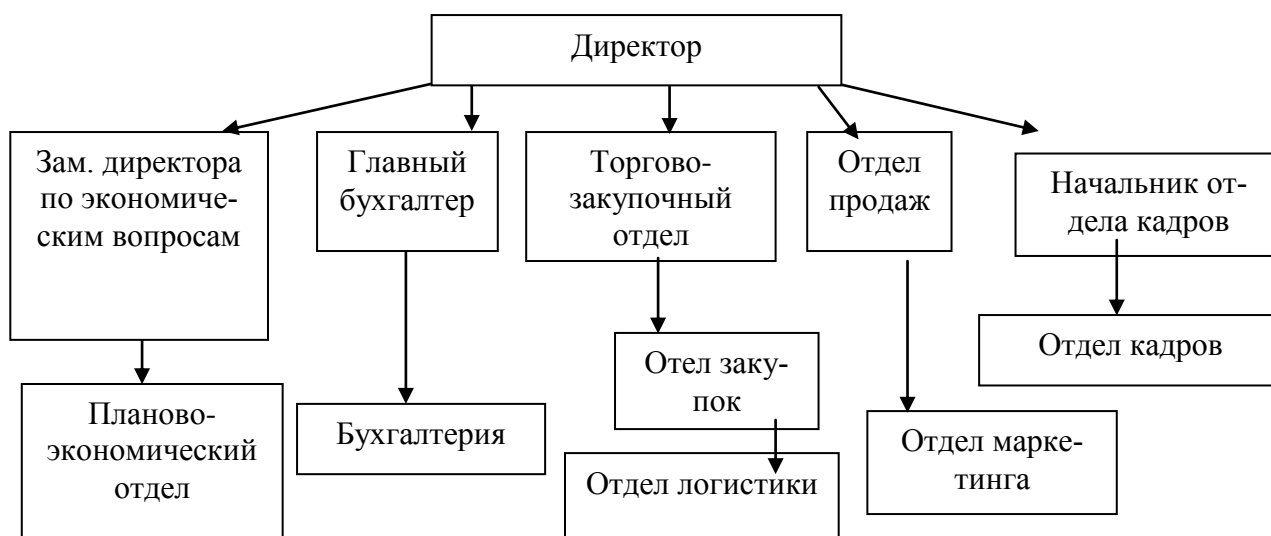 Директор
Зам. директора
по экономиче-
ским вопросам
Главный
бухгалтер
Торгово-
закупочный
отдел
Отдел
продаж
Начальник от-
дела кадров
Планово-
экономический
отдел
Бухгалтерия
Отел заку-
пок
Отдел логистики
Отдел марке-
тинга
Отдел кадров